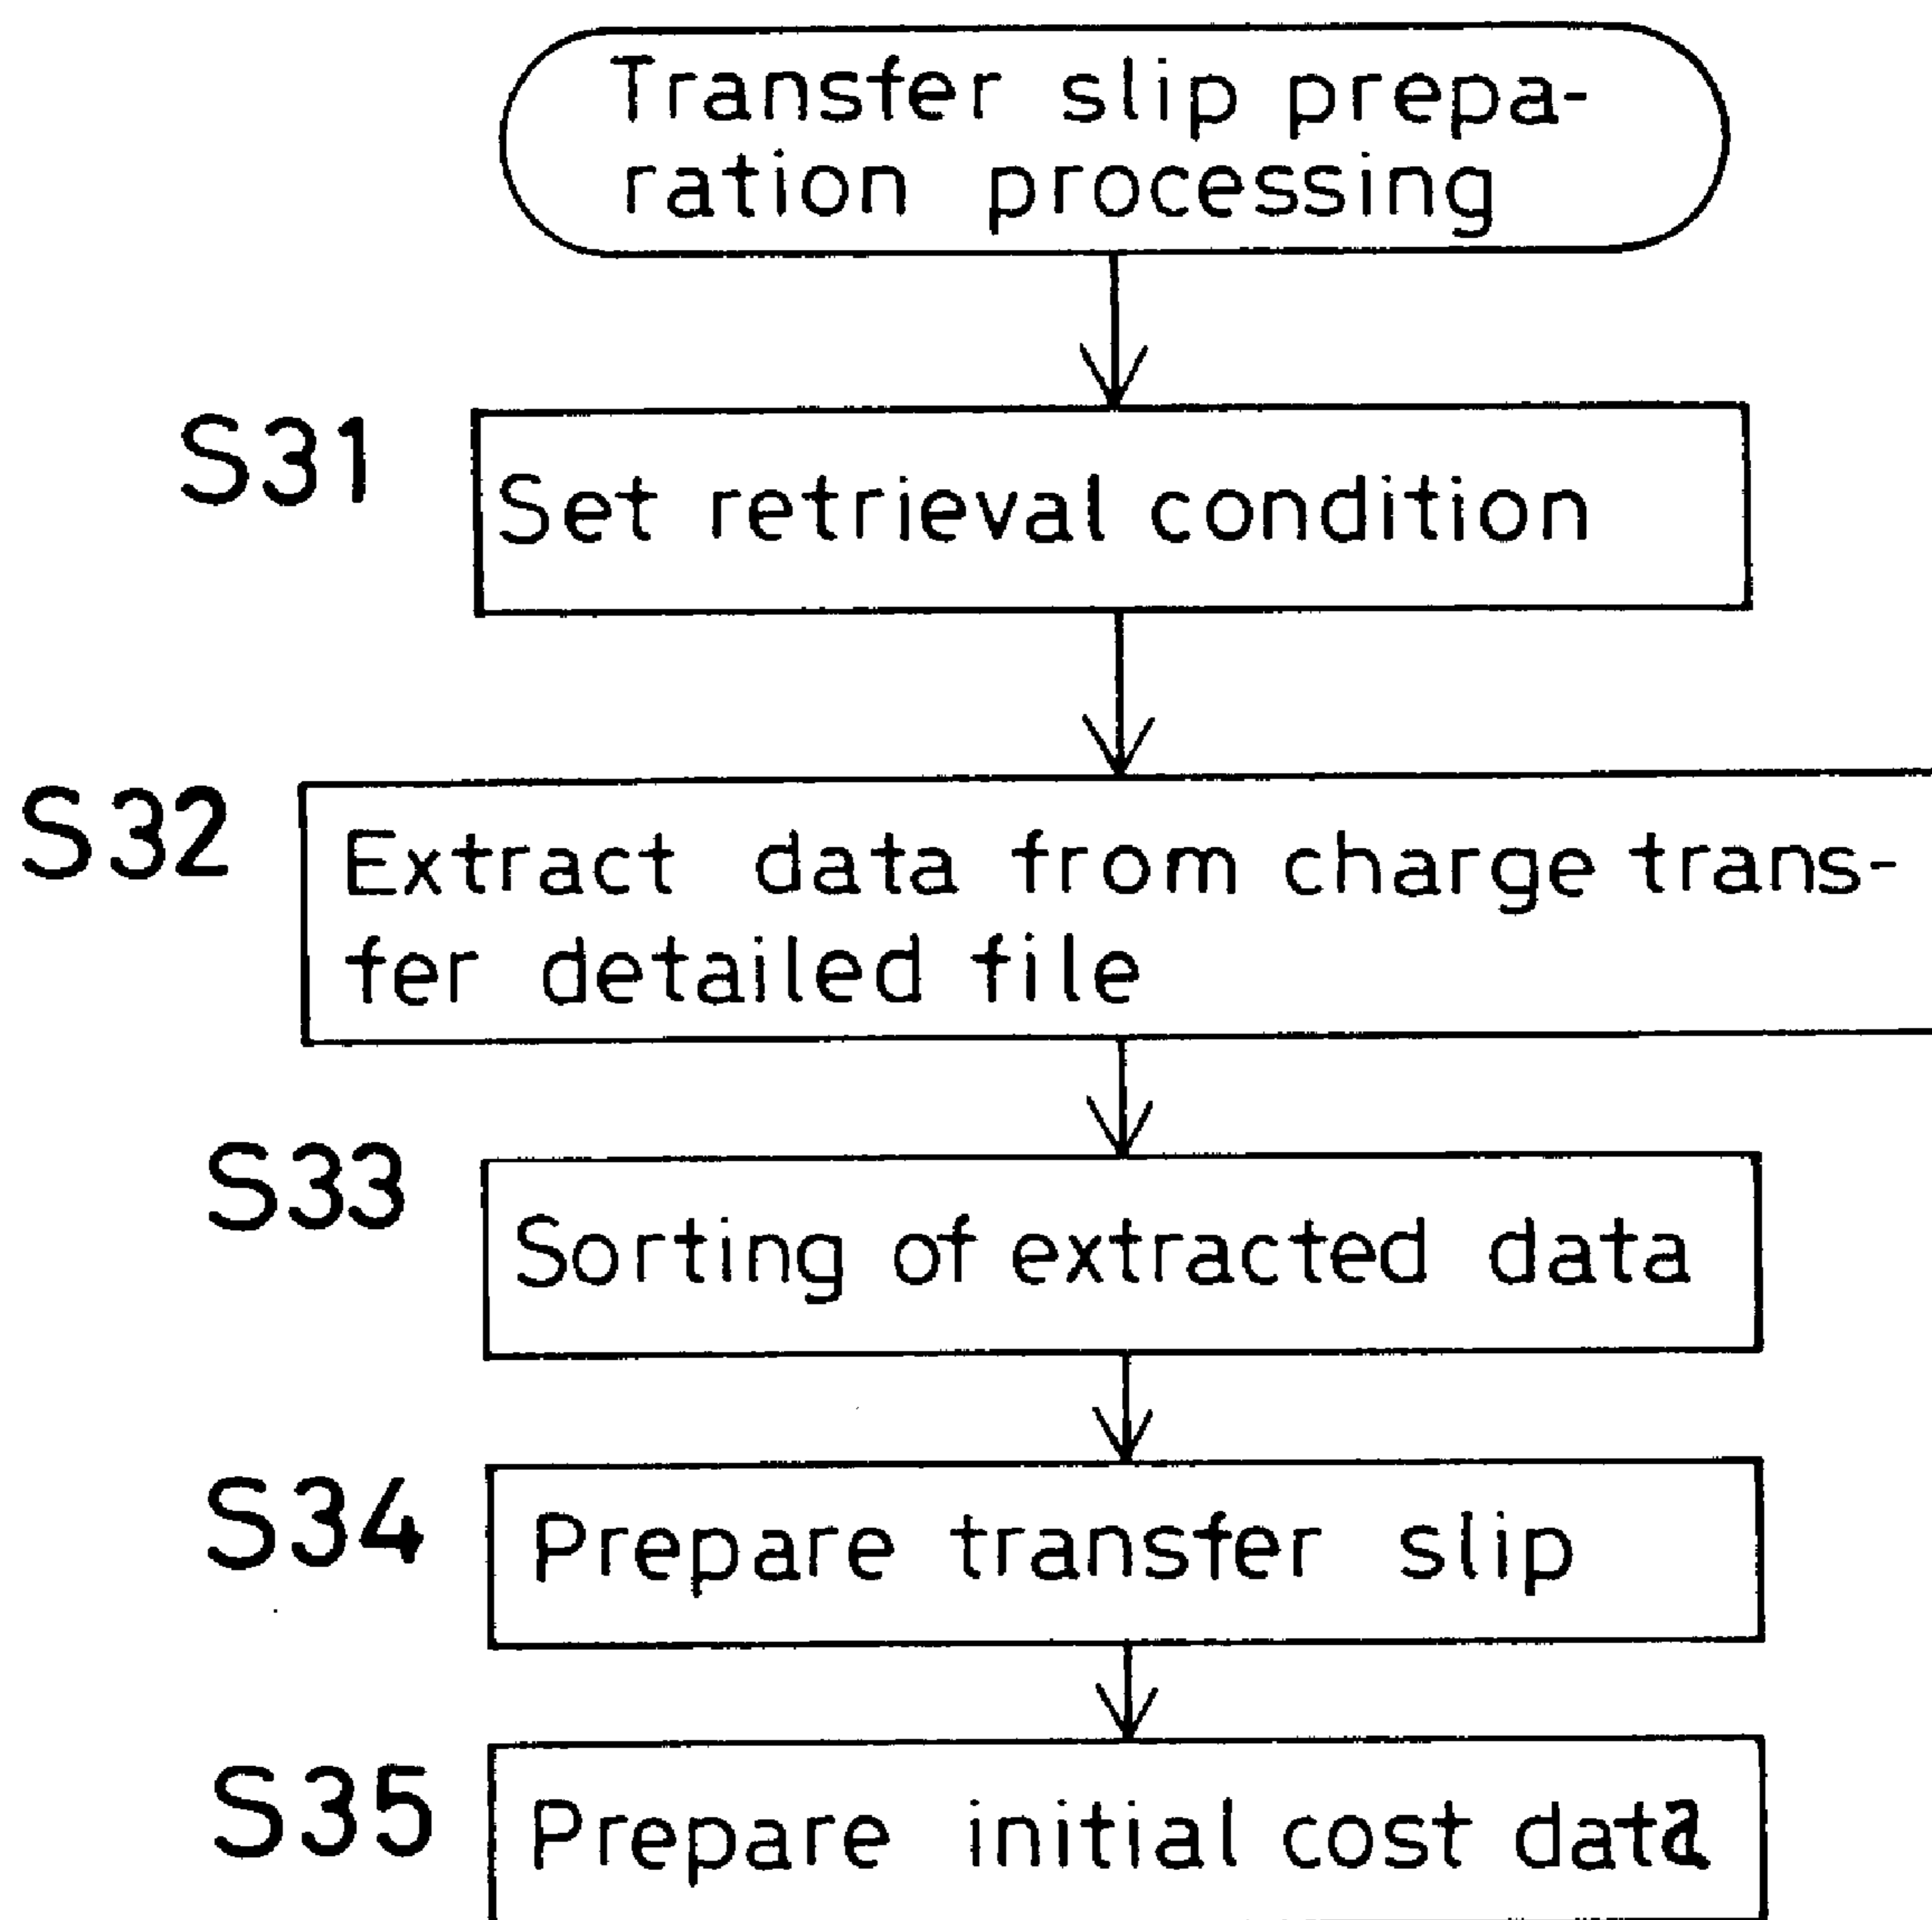 Transfer slip prepa-
ration processing
S31
Set retrieval condition
S32
Extract data from charge trans-
fer detailed file
S33
Sorting of extracted data
S34
Prepare transfer slip
S35
Prepare initial cost data